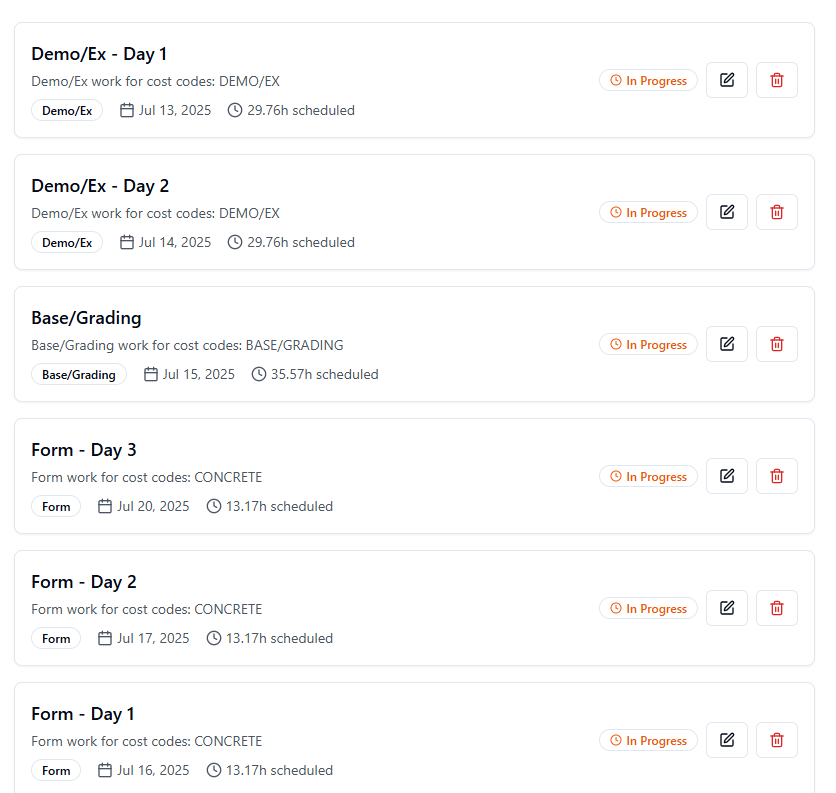 Demo/Ex - Day 1
Demo/Ex work for cost codes: DEMO/EX
In Progress
Demo/Ex Jul 13, 2025 29.76h scheduled
Demo/Ex - Day 2
Demo/Ex work for cost codes: DEMO/EX
In Progress
Demo/Ex Jul 14, 2025 29.76h scheduled
Base/Grading
Base/Grading work for cost codes: BASE/GRADING
In Progress
Base/Grading Jul 15, 2025 35.57h scheduled
Form - Day 3
Form work for cost codes: CONCRETE
In Progress
Form Jul 20, 2025 13.17h scheduled
Form - Day 2
Form work for cost codes: CONCRETE
In Progress
Form Jul 17, 2025 13.17h scheduled
Form - Day 1
Form work for cost codes: CONCRETE
In Progress
Form Jul 16, 2025 13.17h scheduled